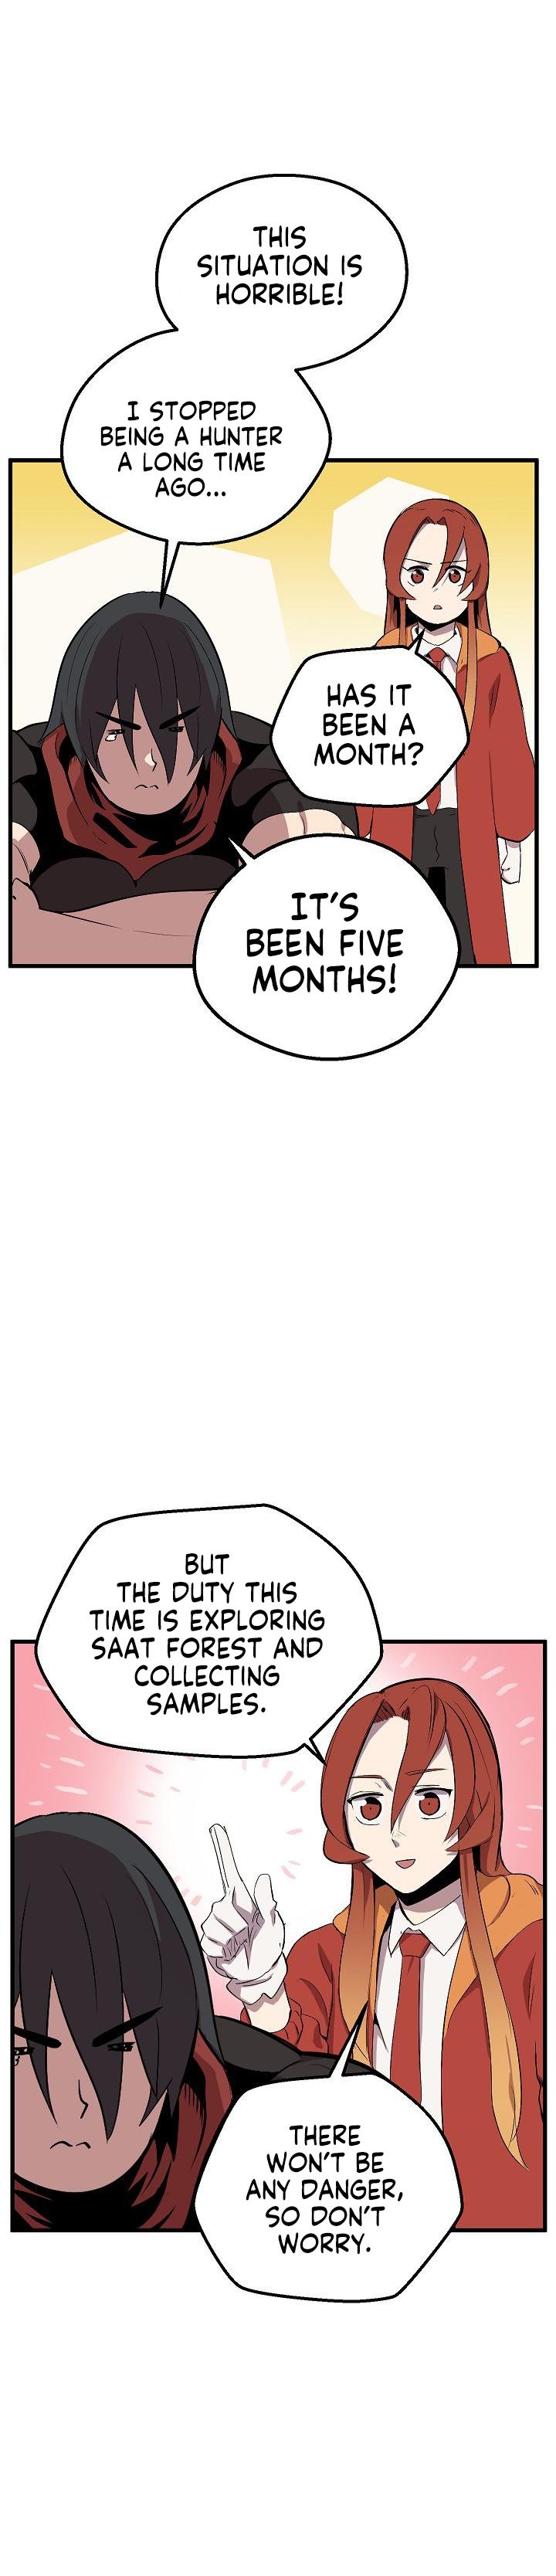 THIS
SITUATION IS
HORRIBLE!
I STOPPED
BEING A HUNTER
A LONG TIME
AGO...
HAS IT
BEEN A
MONTH?
IT'S
BEEN FIVE
MONTHS!
BUT
THE DUTY THIS
TIME IS EXPLORING
SAAT FOREST AND
COLLECTING
SAMPLES.
THERE
WON'T BE
ANY DANGER,
SO DON'T
WORRY.